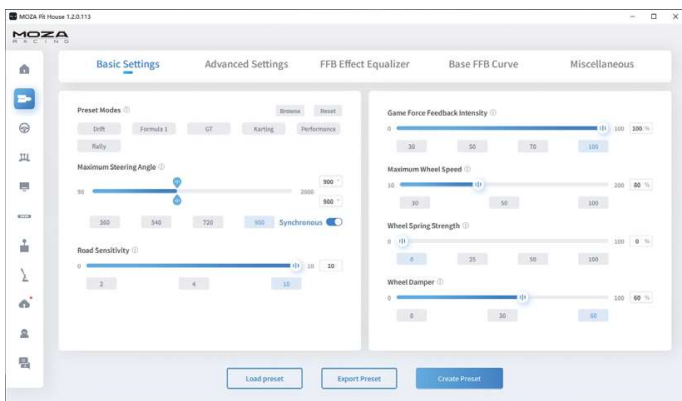 MOZA Pit House 1.2.0.113
MOZA
RACING
Basic Settings
Advanced Settings
FFB Effect Equalizer
Base FFB Curve
Miscellaneous
Preset Modes
Browse
Reset
Drift
Formula 1
GT
Karting
Performance
Rally
Maximum Steering Angle
90
2000
900 °
900 °
360
540
720
900
Synchronous
Road Sensitivity
0
10
10
2
4
10
Game Force Feedback Intensity
0
100
100 %
30
50
70
100
Maximum Wheel Speed
10
200
80 %
30
50
100
Wheel Spring Strength
0
100
0 %
0
25
50
100
Wheel Damper
0
100
60 %
0
30
60
Load preset
Export Preset
Create Preset